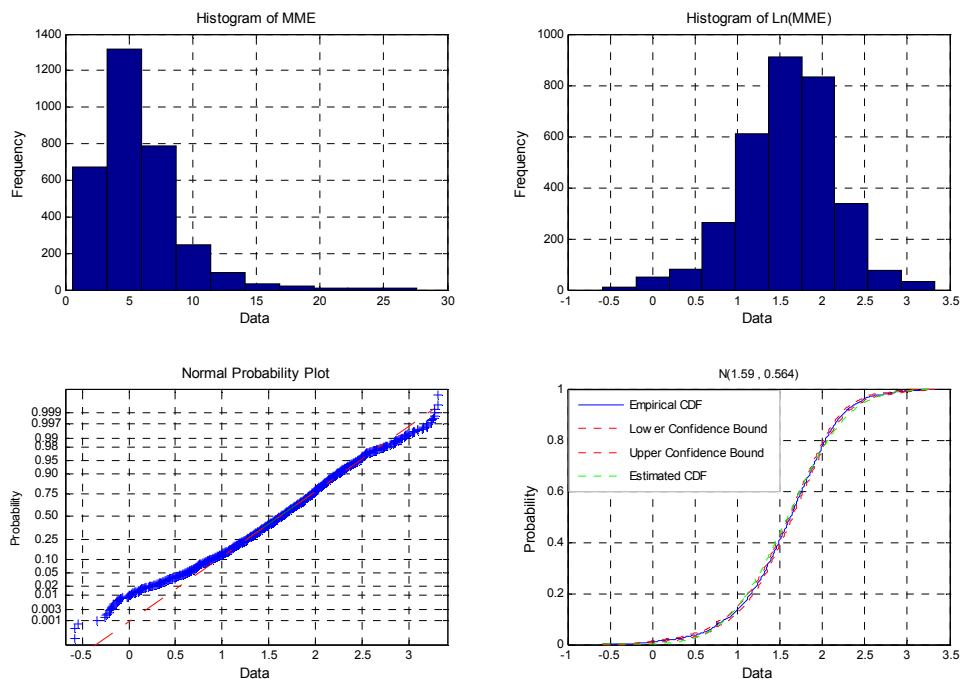 Histogram of MME
1400
1200
1000
800
600
400
200
0
Frequency
0 5 10 15 20 25 30
Data
Histogram of Ln(MME)
1000
800
600
400
200
0
Frequency
-1 -0.5 0 0.5 1 1.5 2 2.5 3 3.5
Data
Normal Probability Plot
0.999
0.997
0.99
0.98
0.95
0.90
0.75
0.50
0.25
0.10
0.05
0.02
0.01
0.003
0.001
Probability
-0.5 0 0.5 1 1.5 2 2.5 3
Data
N(1.59 , 0.564)
1
0.8
0.6
0.4
0.2
0
Probability
Empirical CDF
Lower Confidence Bound
Upper Confidence Bound
Estimated CDF
-1 -0.5 0 0.5 1 1.5 2 2.5 3 3.5
Data